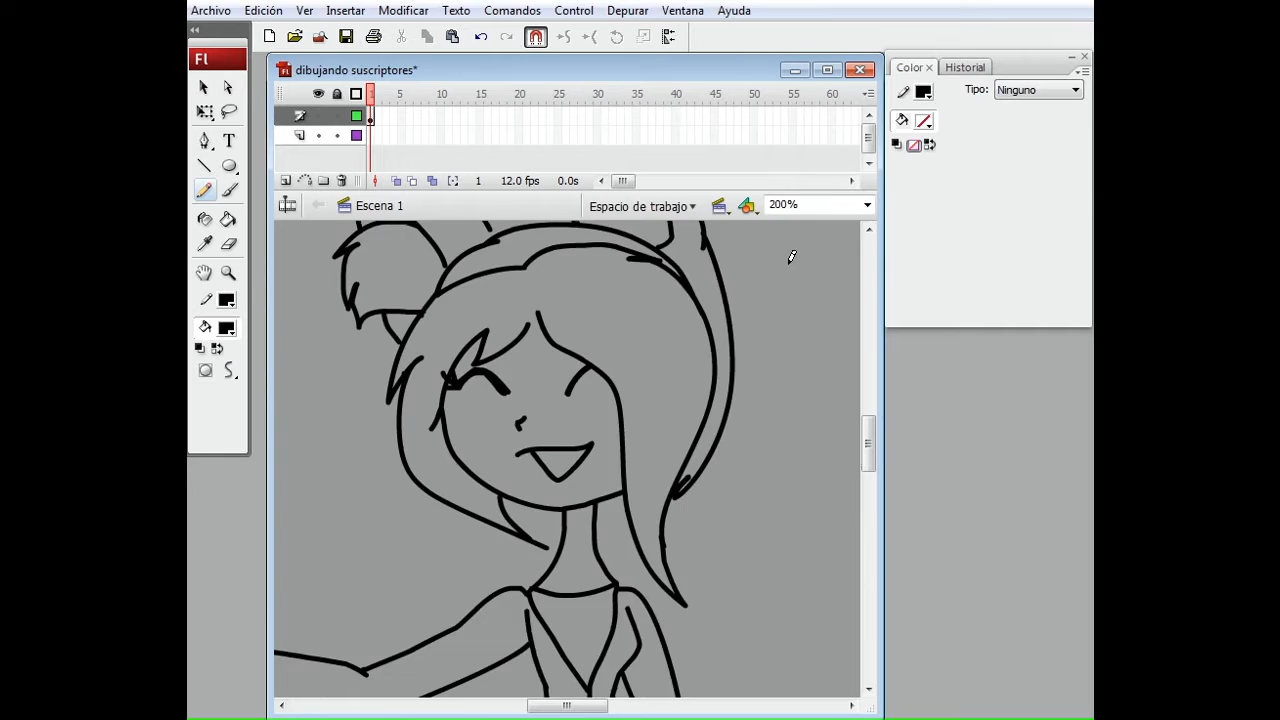 Archivo Edición Ver Insertar Modificar Texto Comandos Control Depurar Ventana Ayuda
Fl
dibujando suscriptores*
Color Historial
Tipo: Ninguno
1 5 10 15 20 25 30 35 40 45 50 55 60
1 12.0 fps 0.0s
Escena 1 Espacio de trabajo 200%